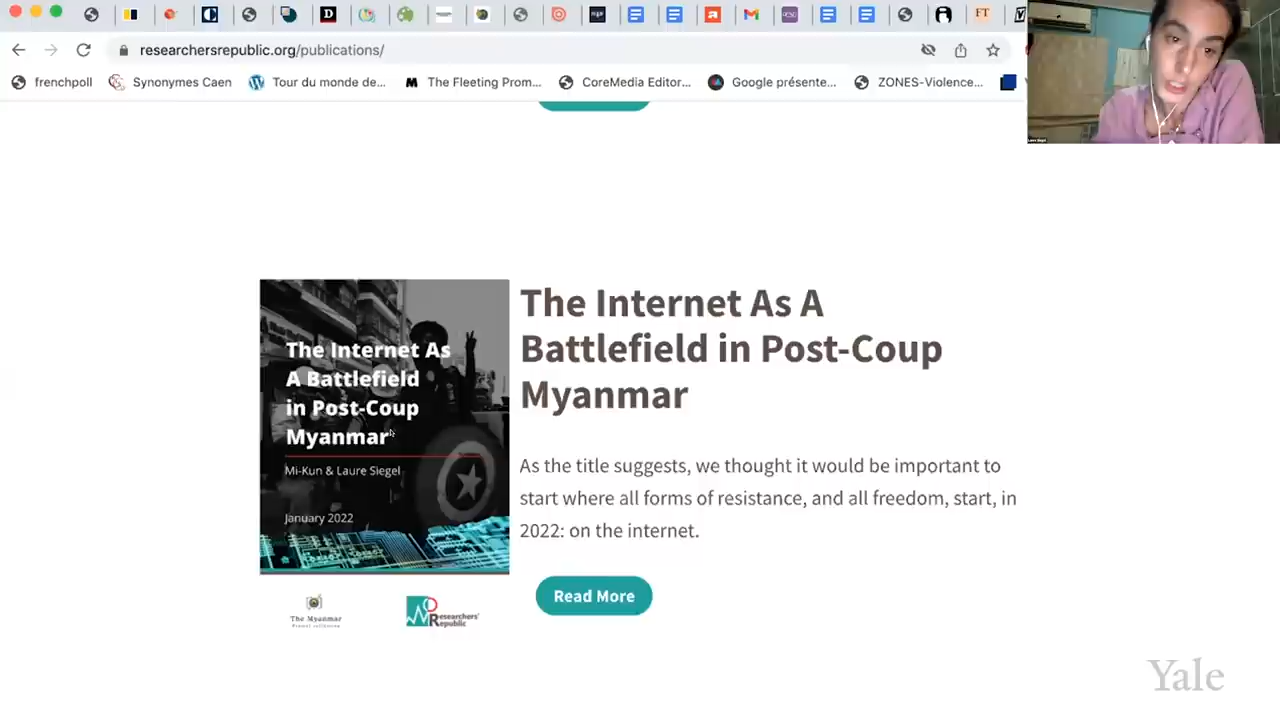 researchersrepublic.org/publications/
frenchpoll
Synonymes Caen
Tour du monde de...
The Fleeting Prom...
CoreMedia Editor...
Google présente...
ZONES-Violence...
The Internet As
A Battlefield
in Post-Coup
Myanmar
Mi-Kun & Laure Siegel
January 2022
The Myanmar
Researchers'
Republic
The Internet As A
Battlefield in Post-Coup
Myanmar
As the title suggests, we thought it would be important to
start where all forms of resistance, and all freedom, start, in
2022: on the internet.
Read More
Yale